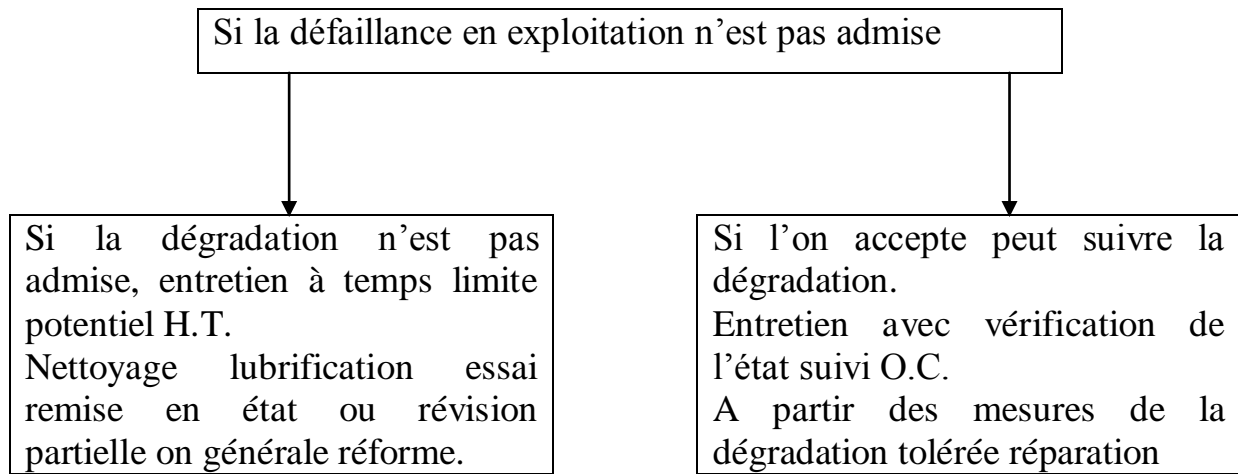 Si la défaillance en exploitation n’est pas admise
Si la dégradation n’est pas
admise, entretien à temps limite
potentiel H.T.
Nettoyage lubrification essai
remise en état ou révision
partielle on générale réforme.
Si l’on accepte peut suivre la
dégradation.
Entretien avec vérification de
l’état suivi O.C.
A partir des mesures de la
dégradation tolérée réparation